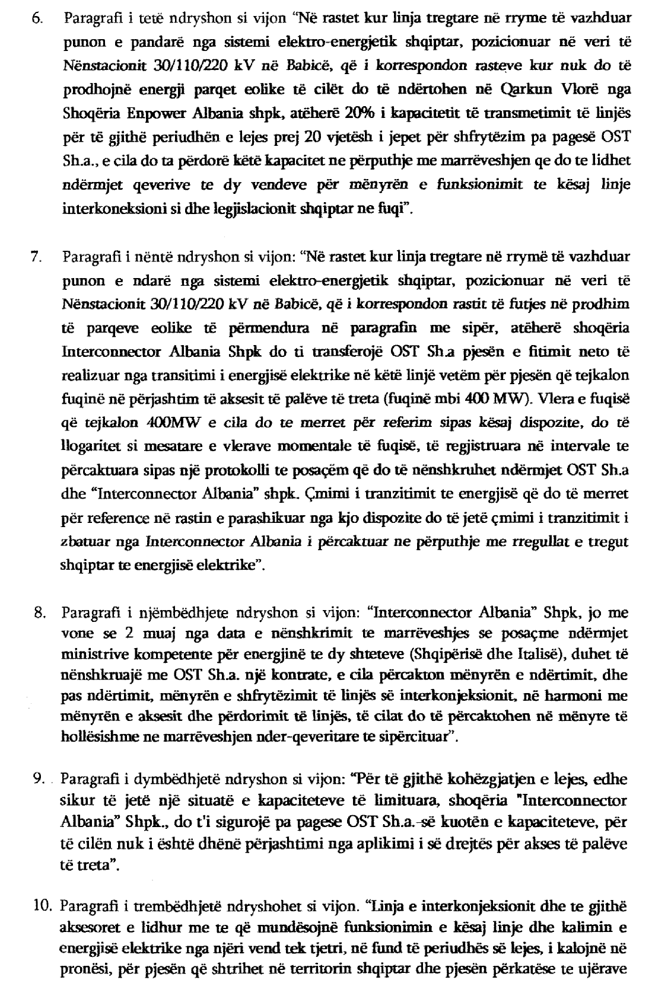 6. Paragrafi i tetë ndryshon si vijon “Në rastet kur linja tregtare në rryme të vazhduar
punon e pandarë nga sistemi elektro-energjetik shqiptar, pozicionuar në veri të
Nënstacionit 30/110/220 kV në Babicë, që i korrespondon rasteve kur nuk do të
prodhojnë energji parqet eolike të cilët do të ndërtohen në Qarkun Vlorë nga
Shoqëria Enpower Albania shpk, atëherë 20% i kapacitetit të transmetimit të linjës
për të gjithë periudhën e lejes prej 20 vjetësh i jepet për shfrytëzim pa pagesë OST
Sh.a., e cila do ta përdorë këtë kapacitet ne përputhje me marrëveshjen qe do te lidhet
ndërmjet qeverive te dy vendeve për mënyrën e funksionimit te kësaj linje
interkoneksioni si dhe legjislacionit shqiptar ne fuqi”.
7. Paragrafi i nëntë ndryshon si vijon: “Në rastet kur linja tregtare në rrymë të vazhduar
punon e ndarë nga sistemi elektro-energjetik shqiptar, pozicionuar në veri të
Nënstacionit 30/110/220 kV në Babicë, që i korrespondon rastit të futjes në prodhim
të parqeve eolike të përmendura në paragrafin me sipër, atëherë shoqëria
Interconnector Albania Shpk do ti transferojë OST Sh.a pjesën e fitimit neto të
realizuar nga transitimi i energjisë elektrike në këtë linjë vetëm për pjesën që tejkalon
fuqinë në përjashtim të aksesit të palëve të treta (fuqinë mbi 400 MW). Vlera e fuqisë
që tejkalon 400MW e cila do te merret për referim sipas kësaj dispozite, do të
llogaritet si mesatare e vlerave momentale të fuqisë, të regjistruara në intervale te
përcaktuara sipas një protokolli te posaçëm që do të nënshkruhet ndërmjet OST Sh.a
dhe “Interconnector Albania” shpk. Çmimi i tranzitimit te energjisë që do të merret
për reference në rastin e parashikuar nga kjo dispozite do të jetë çmimi i tranzitimit i
zbatuar nga Interconnector Albania i përcaktuar ne përputhje me rregullat e tregut
shqiptar te energjisë elektrike”.
8. Paragrafi i njëmbëdhjete ndryshon si vijon: “Interconnector Albania” Shpk, jo me
vone se 2 muaj nga data e nënshkrimit te marrëveshjes se posaçme ndërmjet
ministrive kompetente për energjinë te dy shteteve (Shqipërisë dhe Italisë), duhet të
nënshkruajë me OST Sh.a. një kontrate, e cila përcakton mënyrën e ndërtimit, dhe
pas ndërtimit, mënyrën e shfrytëzimit të linjës së interkonjeksionit, në harmoni me
mënyrën e aksesit dhe përdorimit të linjës, të cilat do të përcaktohen në mënyre të
hollësishme ne marrëveshjen nder-qeveritare te sipërcituar”.
9. Paragrafi i dymbëdhjetë ndryshon si vijon: “Për të gjithë kohëzgjatjen e lejes, edhe
sikur të jetë një situatë e kapaciteteve të limituara, shoqëria "Interconnector
Albania” Shpk., do t'i sigurojë pa pagese OST Sh.a.-së kuotën e kapaciteteve, për
të cilën nuk i është dhënë përjashtimi nga aplikimi i së drejtës për akses të palëve
të treta”.
10. Paragrafi i trembëdhjetë ndryshohet si vijon. “Linja e interkonjeksionit dhe te gjithë
aksesoret e lidhur me te që mundësojnë funksionimin e kësaj linje dhe kalimin e
energjisë elektrike nga njëri vend tek tjetri, në fund të periudhës së lejes, i kalojnë në
pronësi, për pjesën që shtrihet në territorin shqiptar dhe pjesën përkatëse te ujërave